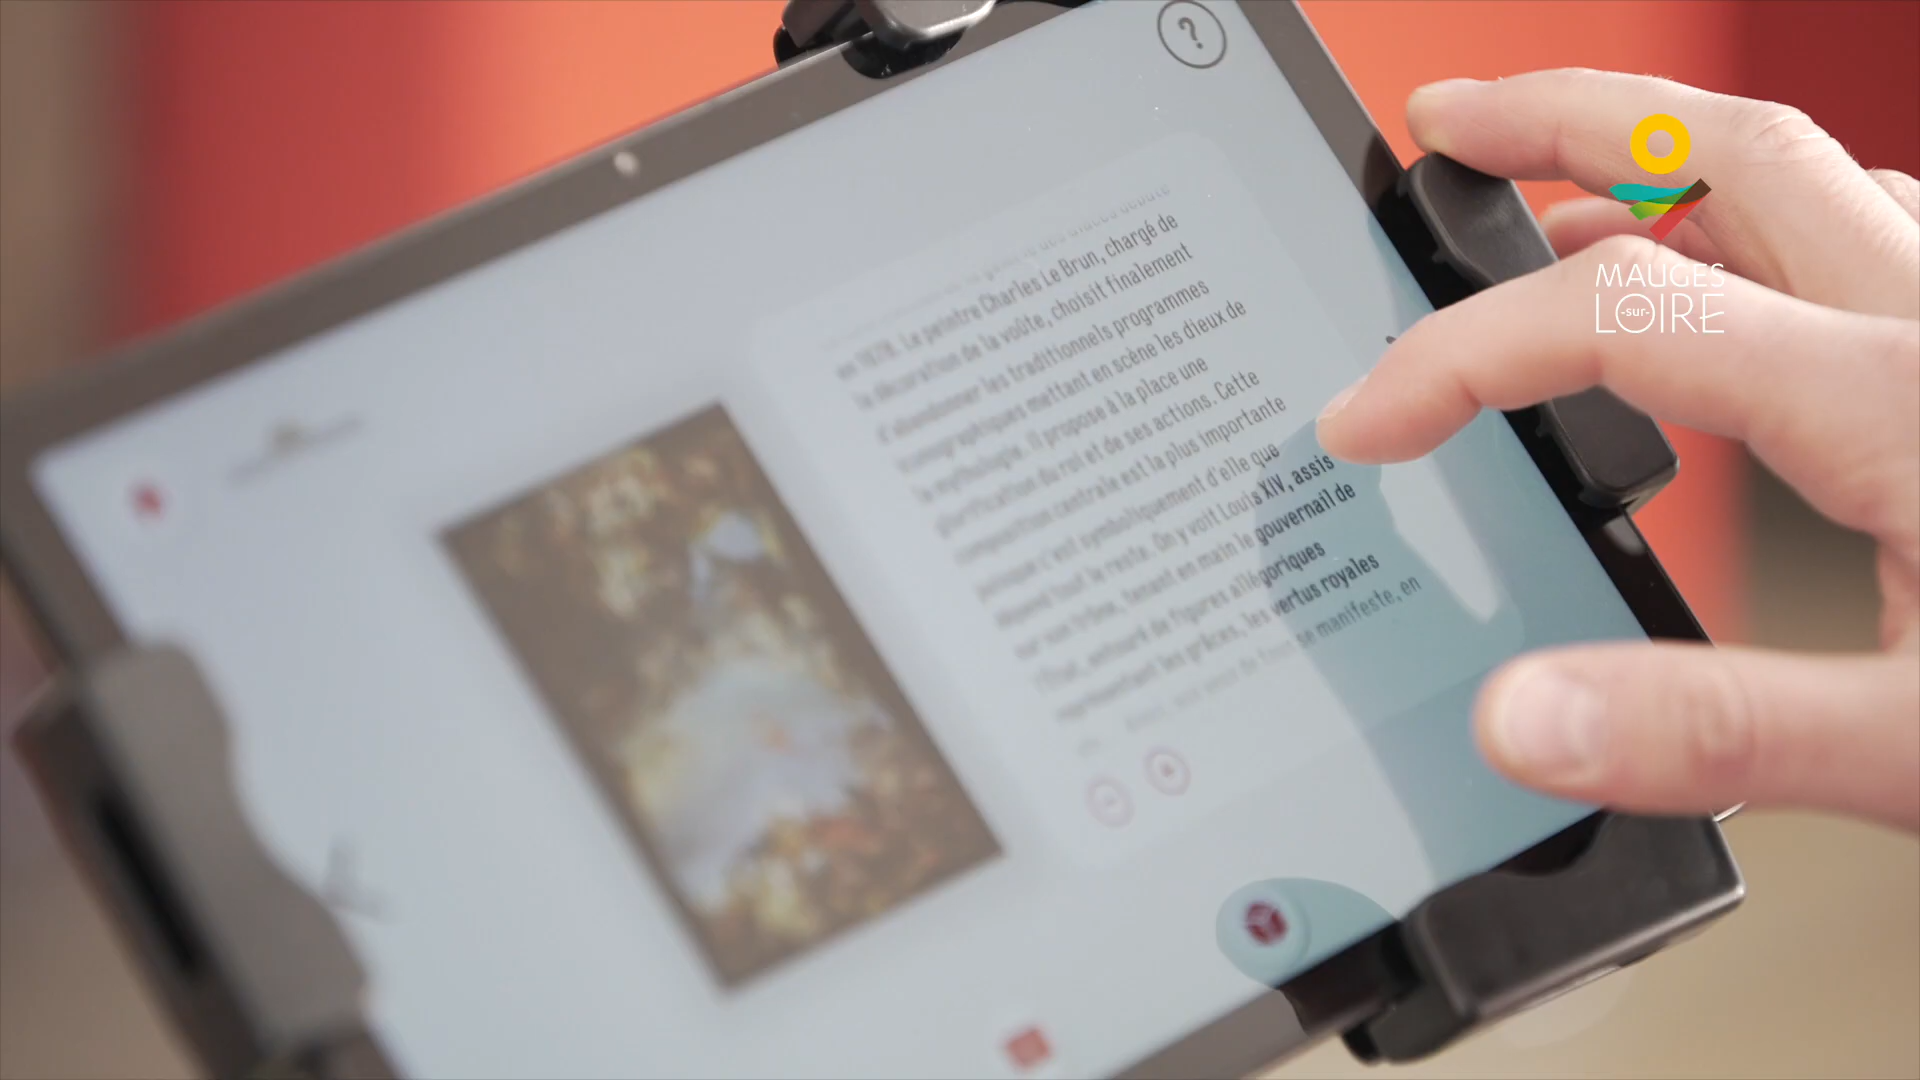 ?
en 1678. Le peintre Charles Le Brun, chargé de
la décoration de la voûte, choisit finalement
d'abandonner les traditionnels programmes
iconographiques mettant en scène les dieux de
la mythologie. Il propose à la place une
glorification du roi et de ses actions. Cette
composition centrale est la plus importante
puisque c'est symboliquement d'elle que
dépend tout le reste. On y voit Louis XIV, assis
sur son trône, tenant en main le gouvernail de
l'État, entouré de figures allégoriques
représentant les grâces, les vertus royales
se manifeste, en
MAUGES
-sur-
LOIRE